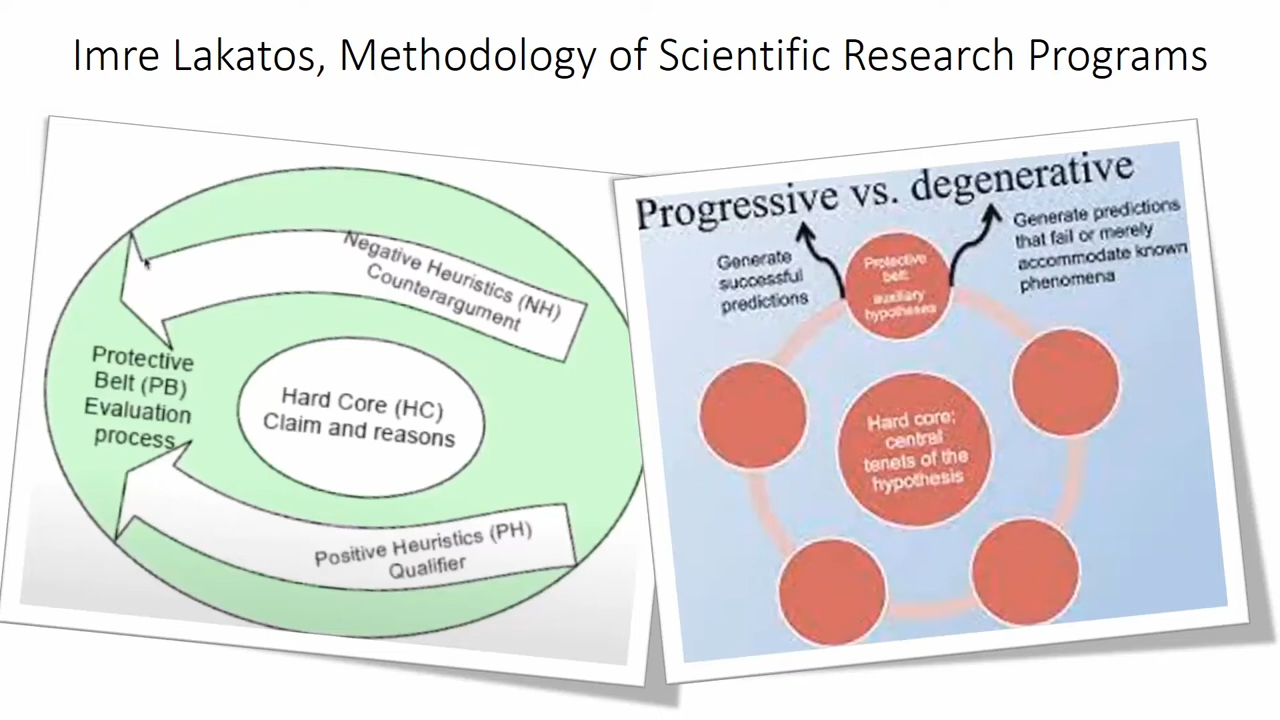 Imre Lakatos, Methodology of Scientific Research Programs
Negative Heuristics (NH)
Counterargument
Protective
Belt (PB)
Evaluation
process
Hard Core (HC)
Claim and reasons
Positive Heuristics (PH)
Qualifier
Progressive vs. degenerative
Generate
successful
predictions
Protective
belt:
auxiliary
hypotheses
Generate predictions
that fail or merely
accommodate known
phenomena
Hard core:
central
tenets of the
hypothesis